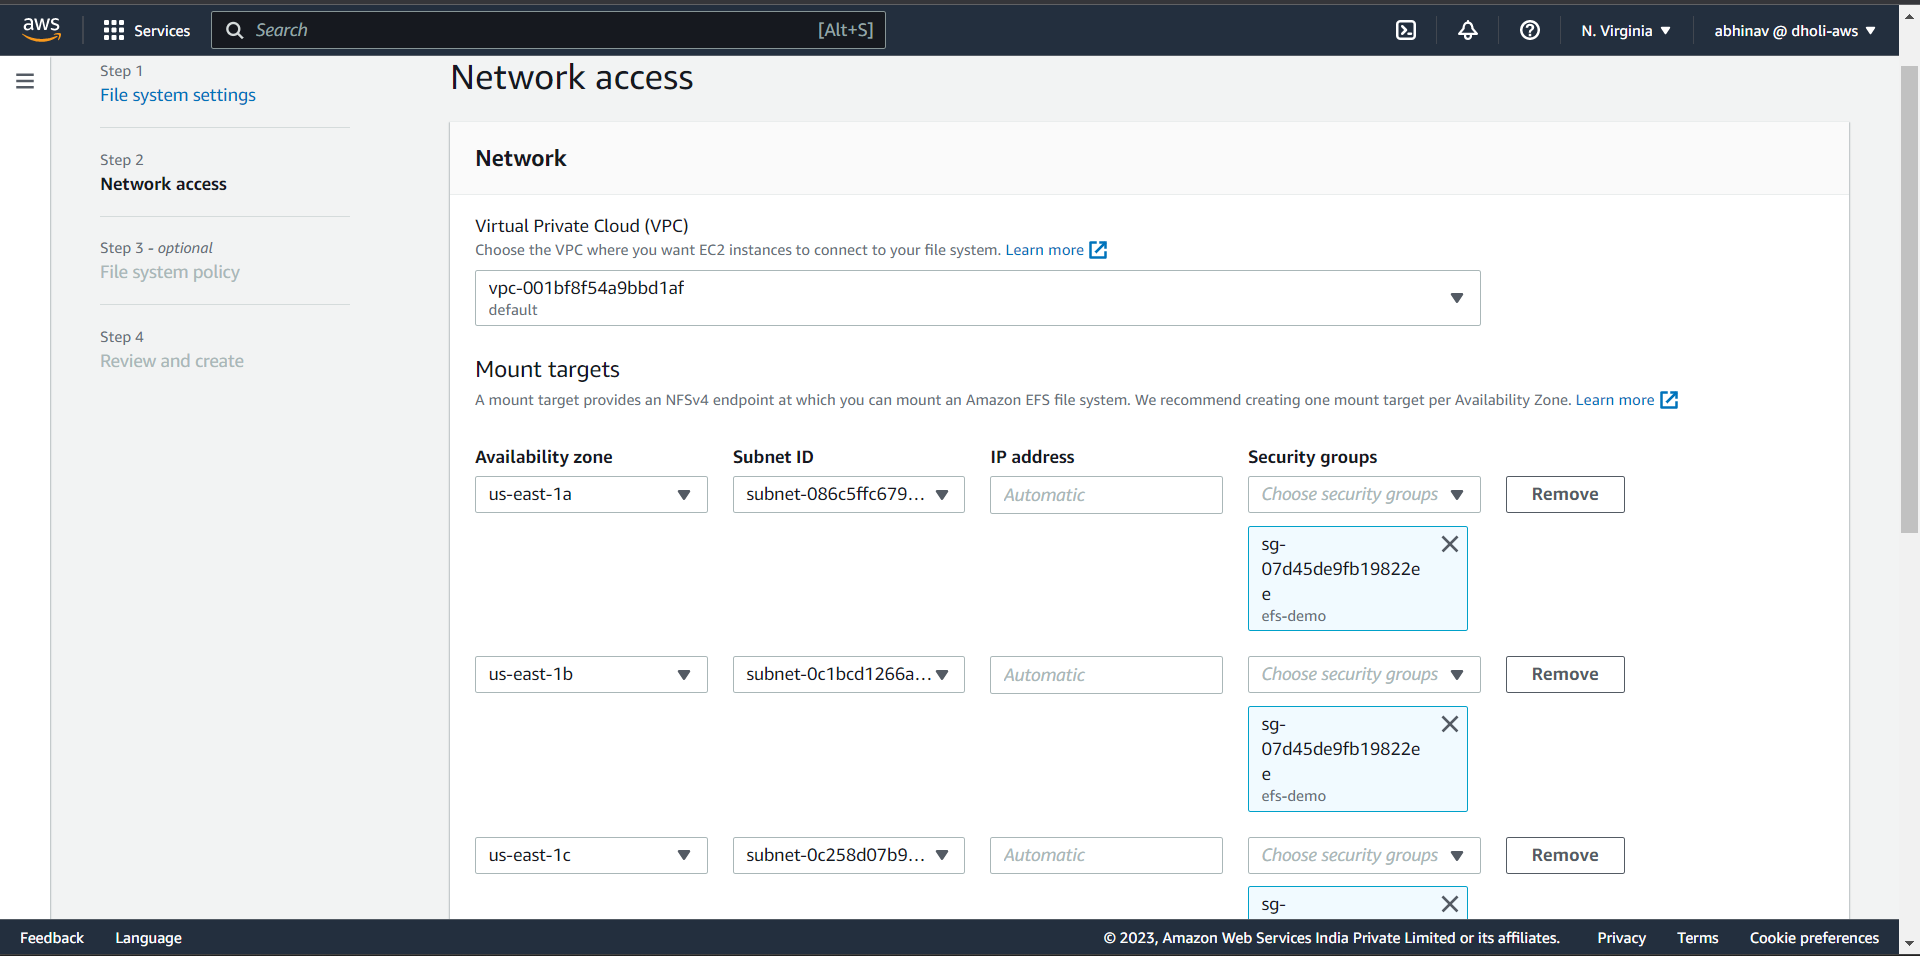 aws
Services
Search [Alt+S]
N. Virginia
abhinav @ dholi-aws
Step 1
File system settings
Step 2
Network access
Step 3 - optional
File system policy
Step 4
Review and create
Network access
Network
Virtual Private Cloud (VPC)
Choose the VPC where you want EC2 instances to connect to your file system. Learn more
vpc-001bf8f54a9bbd1af
default
Mount targets
A mount target provides an NFSv4 endpoint at which you can mount an Amazon EFS file system. We recommend creating one mount target per Availability Zone. Learn more
Availability zone Subnet ID IP address Security groups
us-east-1a subnet-086c5ffc679... Automatic Choose security groups Remove
sg-
07d45de9fb19822e
e
efs-demo
us-east-1b subnet-0c1bcd1266a... Automatic Choose security groups Remove
sg-
07d45de9fb19822e
e
efs-demo
us-east-1c subnet-0c258d07b9... Automatic Choose security groups Remove
sg-
Feedback Language © 2023, Amazon Web Services India Private Limited or its affiliates. Privacy Terms Cookie preferences